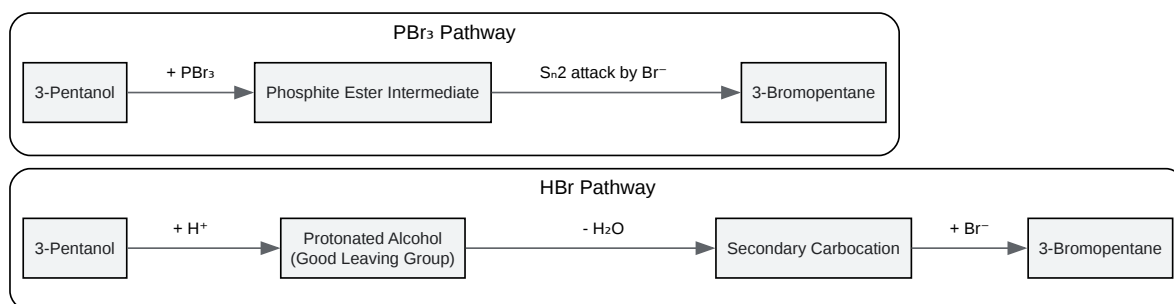 PBr₃ Pathway
3-Pentanol
+ PBr₃
Phosphite Ester Intermediate
Sₙ2 attack by Br⁻
3-Bromopentane
HBr Pathway
3-Pentanol
+ H⁺
Protonated Alcohol
(Good Leaving Group)
- H₂O
Secondary Carbocation
+ Br⁻
3-Bromopentane